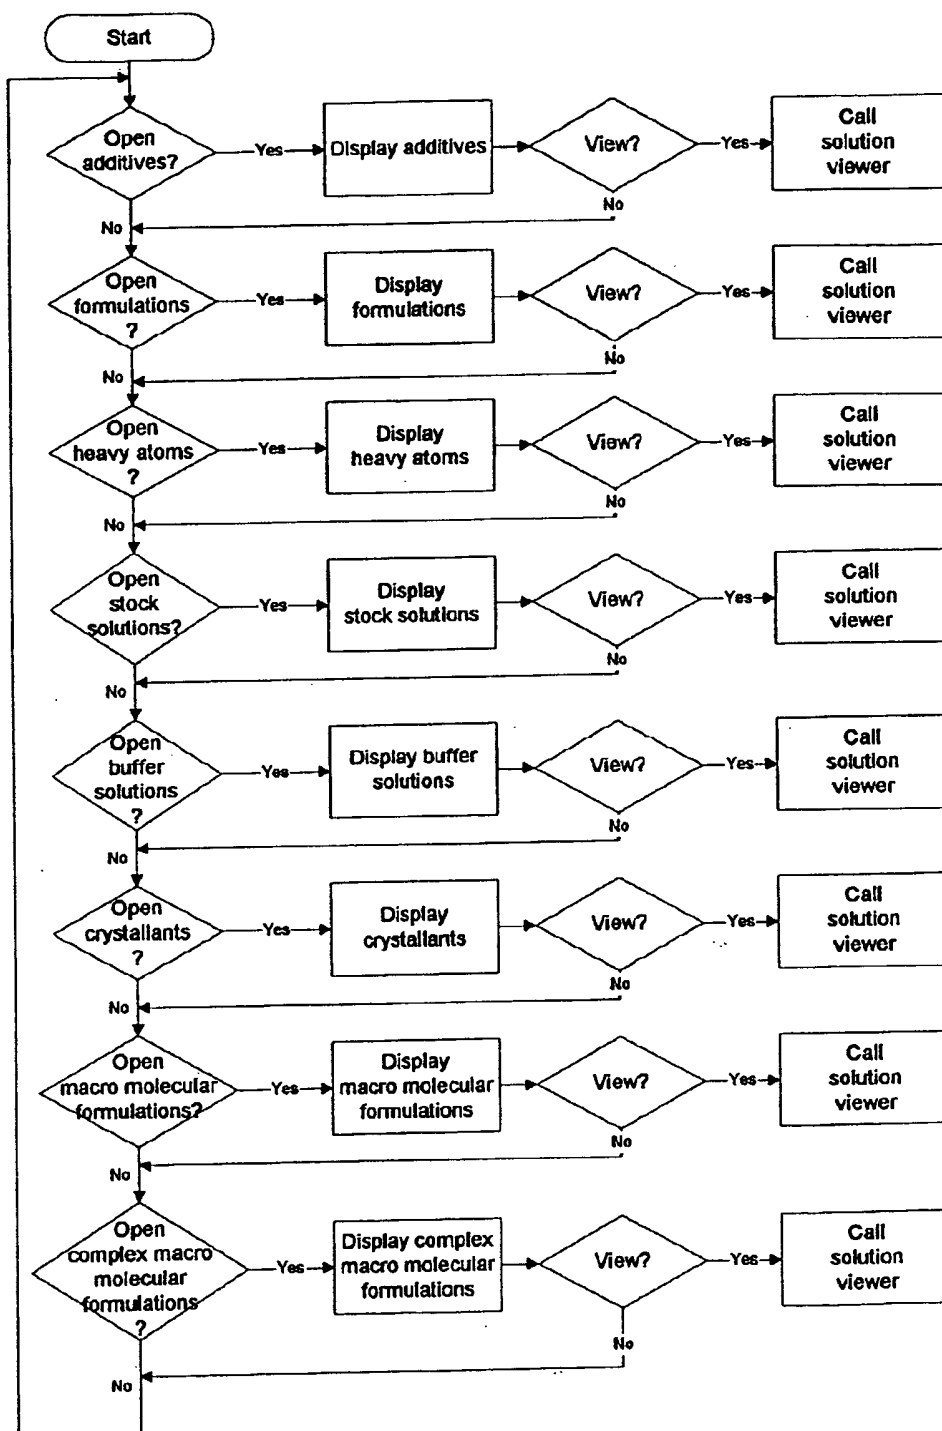 Start
Open
additives?
Yes
Display additives
View?
Yes
Call
solution
viewer
No
No
Open
formulations
?
Yes
Display
formulations
View?
Yes
Call
solution
viewer
No
No
Open
heavy atoms
?
Yes
Display
heavy atoms
View?
Yes
Call
solution
viewer
No
No
Open
stock
solutions?
Yes
Display
stock solutions
View?
Yes
Call
solution
viewer
No
No
Open
buffer
solutions
?
Yes
Display buffer
solutions
View?
Yes
Call
solution
viewer
No
No
Open
crystallants
?
Yes
Display
crystallants
View?
Yes
Call
solution
viewer
No
No
Open
macro molecular
formulations?
Yes
Display
macro molecular
formulations
View?
Yes
Call
solution
viewer
No
No
Open
complex macro
molecular
formulations
?
Yes
Display complex
macro molecular
formulations
View?
Yes
Call
solution
viewer
No
No